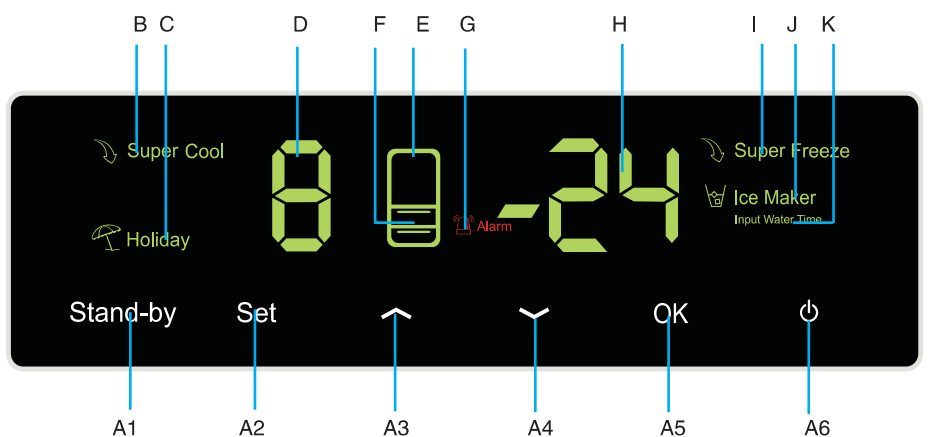 B C D F E G H I J K
Super Cool
8
-24
Super Freeze
Ice Maker
Input Water Time
Alarm
Holiday
Stand-by Set OK
A1 A2 A3 A4 A5 A6